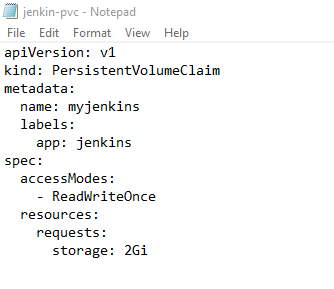 jenkin-pvc - Notepad
File Edit Format View Help
apiVersion: v1
kind: PersistentVolumeClaim
metadata:
  name: myjenkins
  labels:
    app: jenkins
spec:
  accessModes:
    - ReadWriteOnce
  resources:
    requests:
      storage: 2Gi